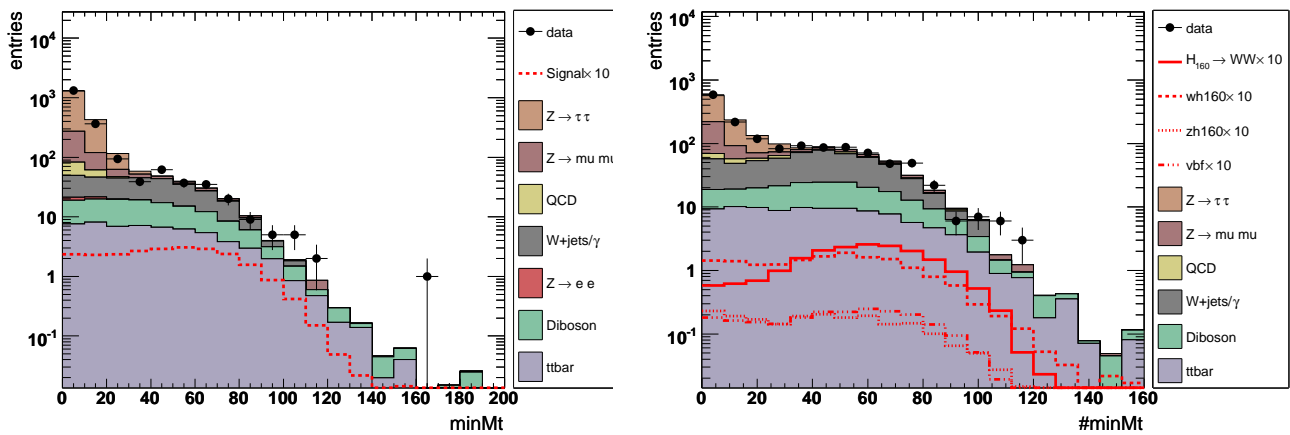 entries
10⁴
10³
10²
10
1
10⁻¹
0 20 40 60 80 100 120 140 160 180 200
minMt
data
Signal× 10
Z → τ τ
Z → mu mu
QCD
W+jets/γ
Z → e e
Diboson
ttbar
entries
10⁴
10³
10²
10
1
10⁻¹
0 20 40 60 80 100 120 140 160
#minMt
data
H₁₆₀ → WW× 10
wh160× 10
zh160× 10
vbf× 10
Z → τ τ
Z → mu mu
QCD
W+jets/γ
Diboson
ttbar